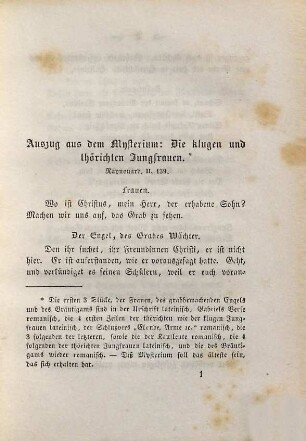 Auszug aus dem Mysterium: Die klugen und
thörichten Jungfrauen. *
Raynouard, II. 139.
Frauen.
Wo ist Christus, mein Herr, der erhabene Sohn?
Machen wir uns auf, das Grab zu sehen.
Der Engel, des Grabes Wächter.
Den ihr suchet, ihr Freundinnen Christi, er ist nicht
hier. Er ist auferstanden, wie er vorausgesagt hatte. Geht,
und verkündiget es seinen Schülern, weil er euch voran-
* Die ersten 3 Stücke, der Frauen, des grabbewachenden Engels
und des Bräutigams sind in der Urschrift lateinisch, Gabriels Verse
romanisch, die 4 ersten Zeilen der thörichten wie der klugen Jung-
frauen lateinisch, der Schlußvers romanisch, die
3 folgenden der letzteren, sowie die der Kaufleute romanisch, die 4
folgenden der thörichten Jungfrauen lateinisch, und die des Bräuti-
gams wieder romanisch. — Diß Mysterium soll das älteste sein,
das sich erhalten hat.
1